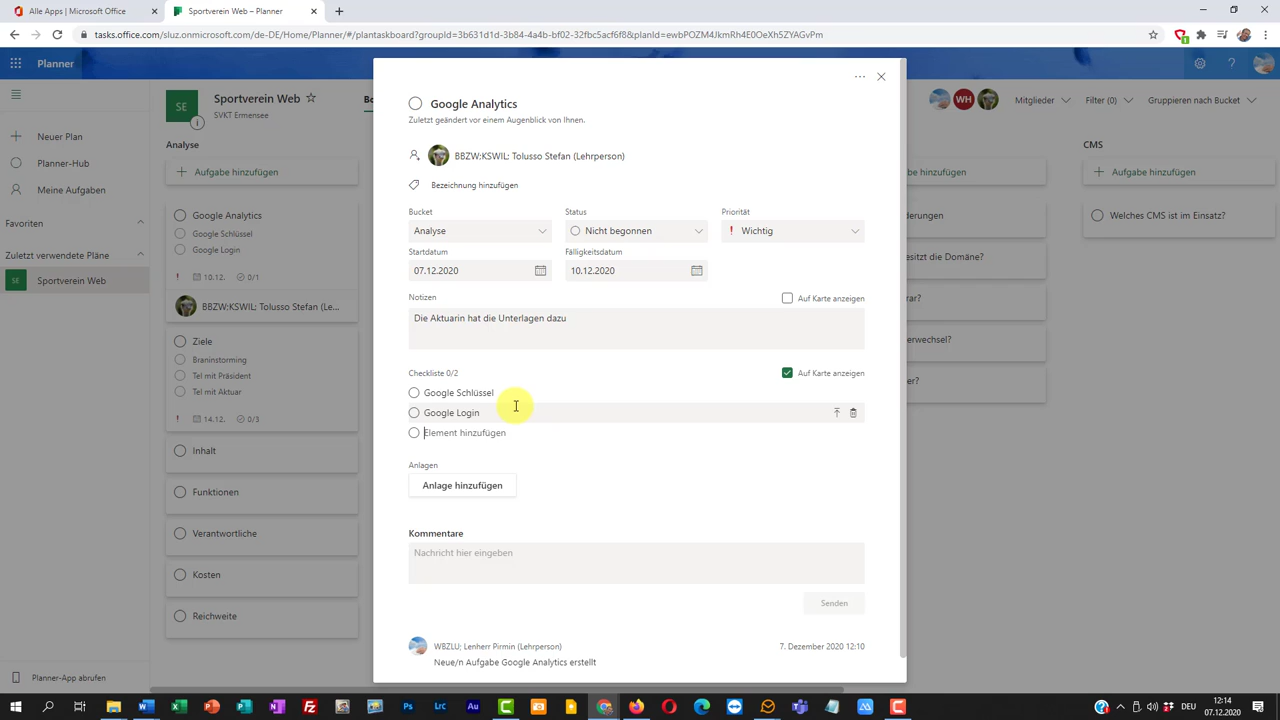 Alle Apps | Microsoft Office
Sportverein Web – Planner
tasks.office.com/sluz.onmicrosoft.com/de-DE/Home/Planner/#/plantaskboard?groupId=3b631d1d-3b84-4a4b-bf02-32fbc5acf6f8&planId=ewbPOZM4JkmRh4E0OeXh5ZYAGvPm
Planner
Neuer Plan
Planner-Hub
Meine Aufgaben
Favoriten
Zuletzt verwendete Pläne
SE
Sportverein Web
Planner-App abrufen
SE
Sportverein Web
SVKT Ermensee
Bo
WH
Mitglieder
Filter (0)
Gruppieren nach Bucket
Analyse
Aufgabe hinzufügen
Google Analytics
Google Schlüssel
Google Login
10.12.
0/1
BBZW:KSWIL: Tolusso Stefan (Le...
Ziele
Braninstorming
Tel mit Präsident
Tel mit Aktuar
14.12.
0/3
Inhalt
Funktionen
Verantwortliche
Kosten
Reichweite
Google Analytics
Zuletzt geändert vor einem Augenblick von Ihnen.
BBZW:KSWIL: Tolusso Stefan (Lehrperson)
Bezeichnung hinzufügen
Bucket
Status
Priorität
Analyse
Nicht begonnen
Wichtig
Startdatum
Fälligkeitsdatum
07.12.2020
10.12.2020
Notizen
Auf Karte anzeigen
Die Aktuarin hat die Unterlagen dazu
Checkliste 0/2
Auf Karte anzeigen
Google Schlüssel
Google Login
Element hinzufügen
Anlagen
Anlage hinzufügen
Kommentare
Nachricht hier eingeben
Senden
WBZLU; Lenherr Pirmin (Lehrperson)
7. Dezember 2020 12:10
Neue/n Aufgabe Google Analytics erstellt
be hinzufügen
derungen
esitzt die Domäne?
rar?
erwechsel?
er?
CMS
Aufgabe hinzufügen
Welches CMS ist im Einsatz?
DEU
12:14
07.12.2020